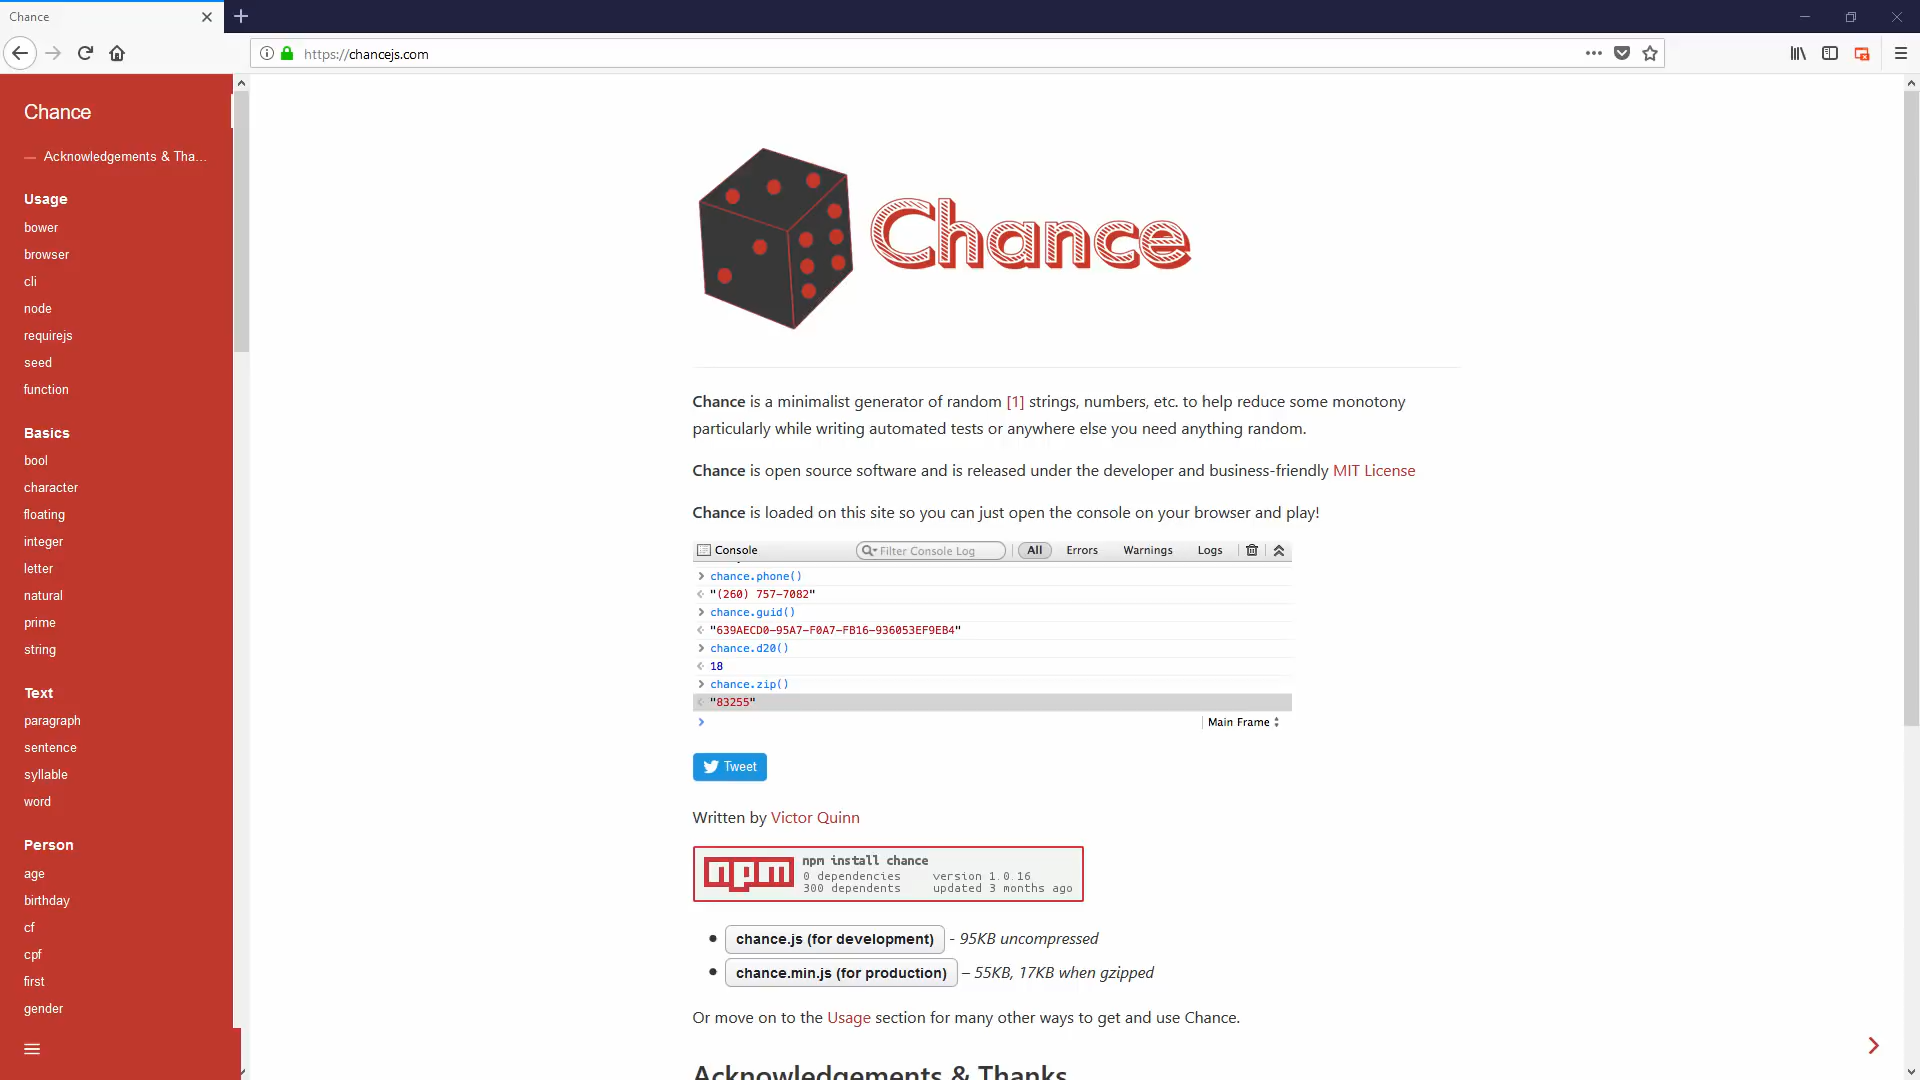 Chance
https://chancejs.com
Chance
Acknowledgements & Tha...
Usage
bower
browser
cli
node
requirejs
seed
function
Basics
bool
character
floating
integer
letter
natural
prime
string
Text
paragraph
sentence
syllable
word
Person
age
birthday
cf
cpf
first
gender
Chance
Chance is a minimalist generator of random [1] strings, numbers, etc. to help reduce some monotony
particularly while writing automated tests or anywhere else you need anything random.
Chance is open source software and is released under the developer and business-friendly MIT License
Chance is loaded on this site so you can just open the console on your browser and play!
Console Filter Console Log All Errors Warnings Logs
chance.phone()
"(260) 757-7082"
chance.guid()
"639AECD0-95A7-F0A7-FB16-936053EF9EB4"
chance.d20()
18
chance.zip()
"83255"
Main Frame
Tweet
Written by Victor Quinn
npm npm install chance
0 dependencies version 1.0.16
300 dependents updated 3 months ago
chance.js (for development) - 95KB uncompressed
chance.min.js (for production) – 55KB, 17KB when gzipped
Or move on to the Usage section for many other ways to get and use Chance.
Acknowledgements & Thanks